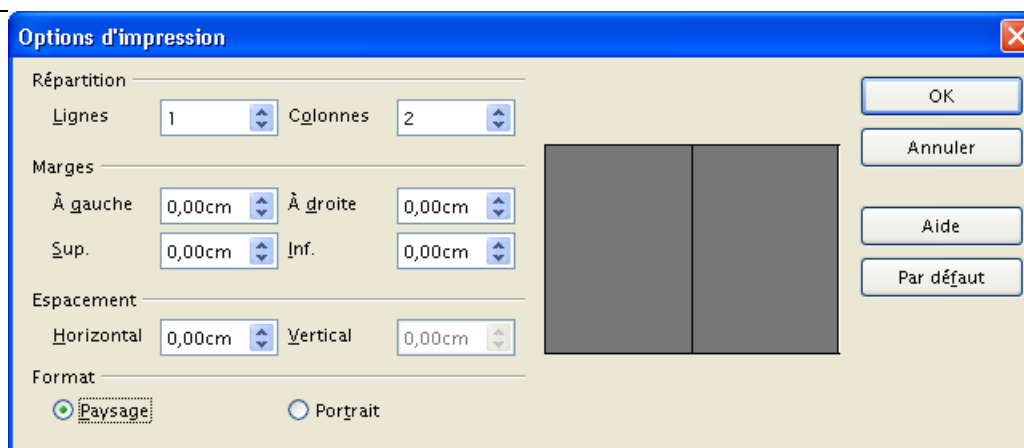 Options d'impression
Répartition
Lignes 1 Colonnes 2
Marges
À gauche 0,00cm À droite 0,00cm
Sup. 0,00cm Inf. 0,00cm
Espacement
Horizontal 0,00cm Vertical 0,00cm
Format
Paysage Portrait
OK
Annuler
Aide
Par défaut